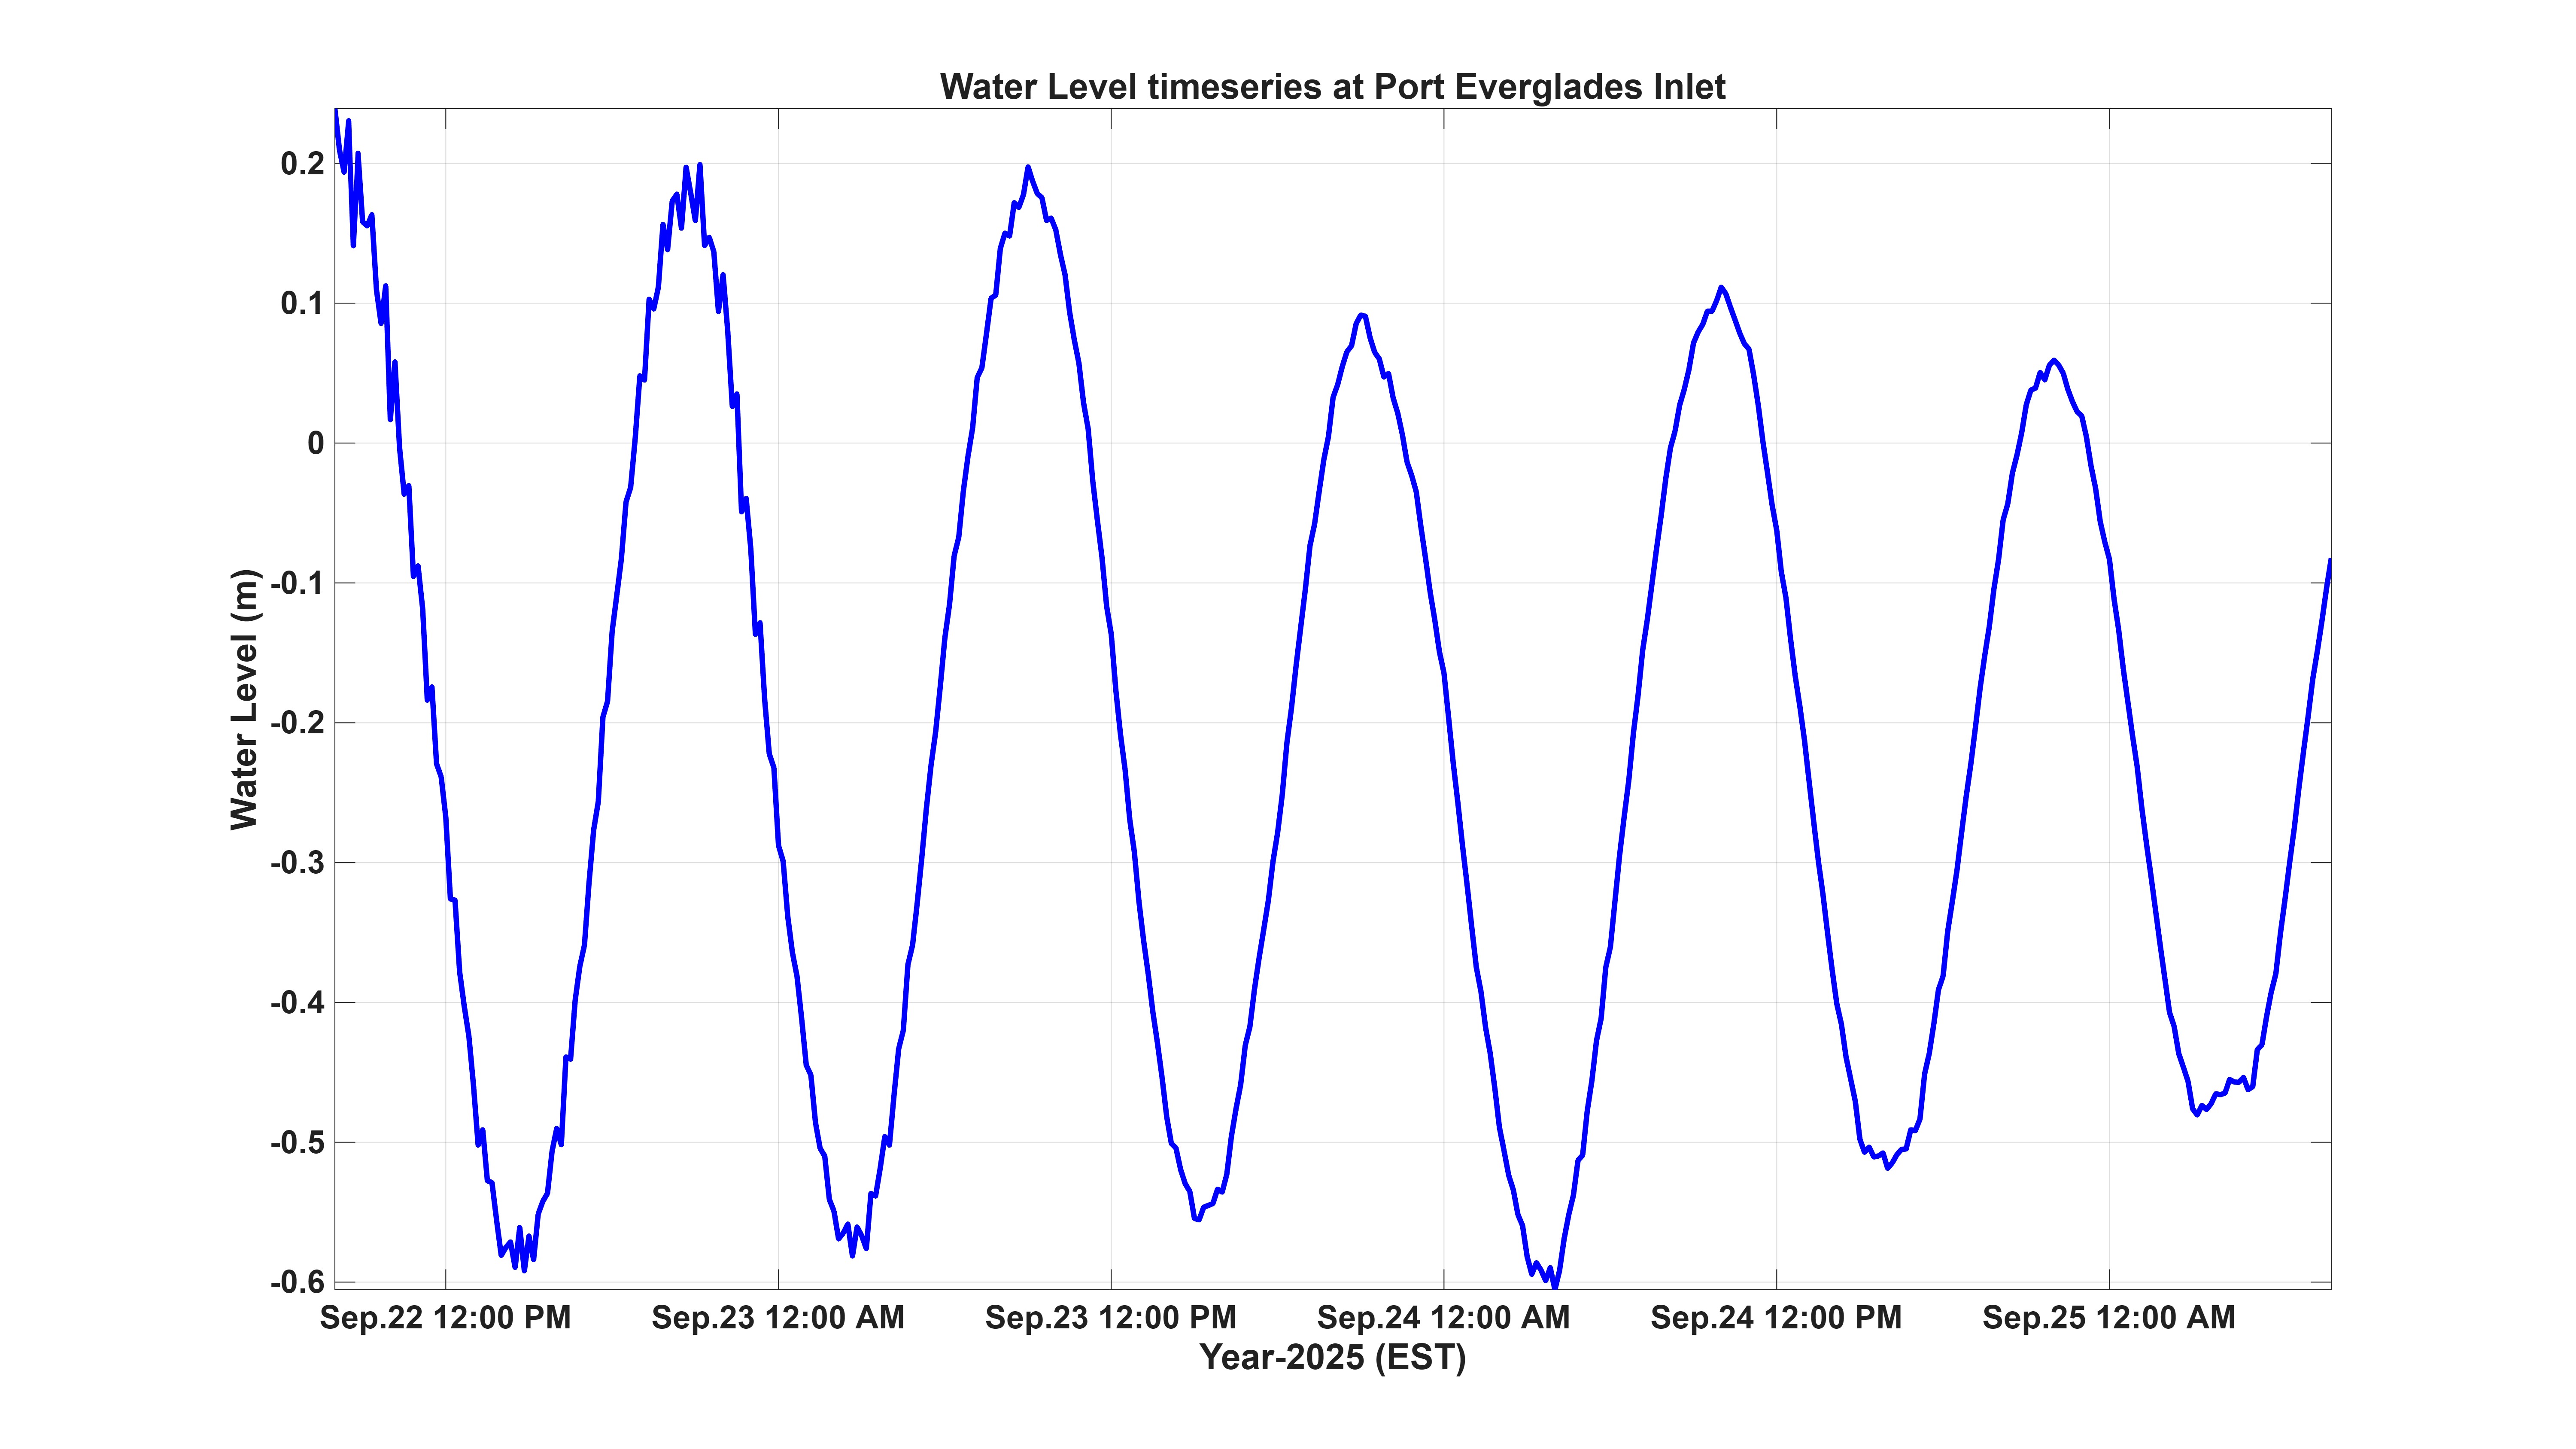 Water Level timeseries at Port Everglades Inlet
0.2
0.1
0
-0.1
-0.2
-0.3
-0.4
-0.5
-0.6
Water Level (m)
Sep.22 12:00 PM
Sep.23 12:00 AM
Sep.23 12:00 PM
Sep.24 12:00 AM
Sep.24 12:00 PM
Sep.25 12:00 AM
Year-2025 (EST)